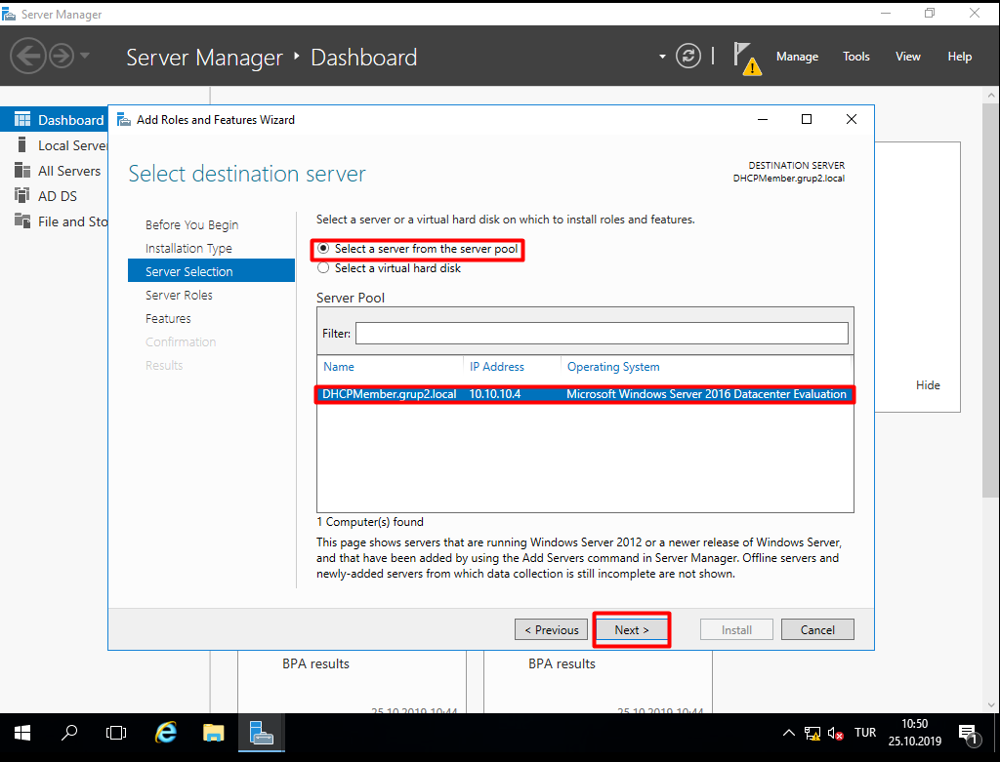 Server Manager
Server Manager ‣ Dashboard
Manage Tools View Help
Dashboard
Local Server
All Servers
AD DS
File and Sto
Add Roles and Features Wizard
Select destination server
DESTINATION SERVER
DHCPMember.grup2.local
Before You Begin
Installation Type
Server Selection
Server Roles
Features
Confirmation
Results
Select a server or a virtual hard disk on which to install roles and features.
Select a server from the server pool
Select a virtual hard disk
Server Pool
Filter:
Name IP Address Operating System
DHCPMember.grup2.local 10.10.10.4 Microsoft Windows Server 2016 Datacenter Evaluation
1 Computer(s) found
This page shows servers that are running Windows Server 2012 or a newer release of Windows Server,
and that have been added by using the Add Servers command in Server Manager. Offline servers and
newly-added servers from which data collection is still incomplete are not shown.
< Previous Next > Install Cancel
Hide
BPA results BPA results
25.10.2019 10:44 25.10.2019 10:44
TUR
10:50
25.10.2019
1